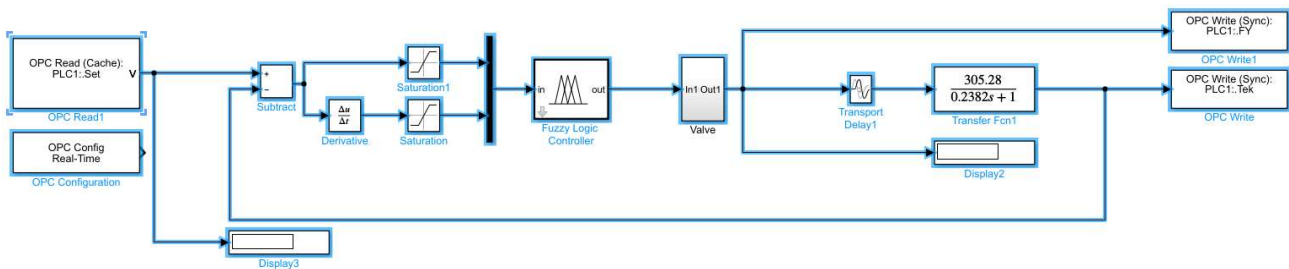 OPC Read (Cache):
PLC1:.Set
V
OPC Read1
OPC Config
Real-Time
OPC Configuration
+
−
Subtract
Δu
Δt
Derivative
Saturation1
Saturation
in
out
Fuzzy Logic
Controller
In1 Out1
Valve
Transport
Delay1
305.28
0.2382s + 1
Transfer Fcn1
OPC Write (Sync):
PLC1:.FY
OPC Write1
OPC Write (Sync):
PLC1:.Tek
OPC Write
Display2
Display3